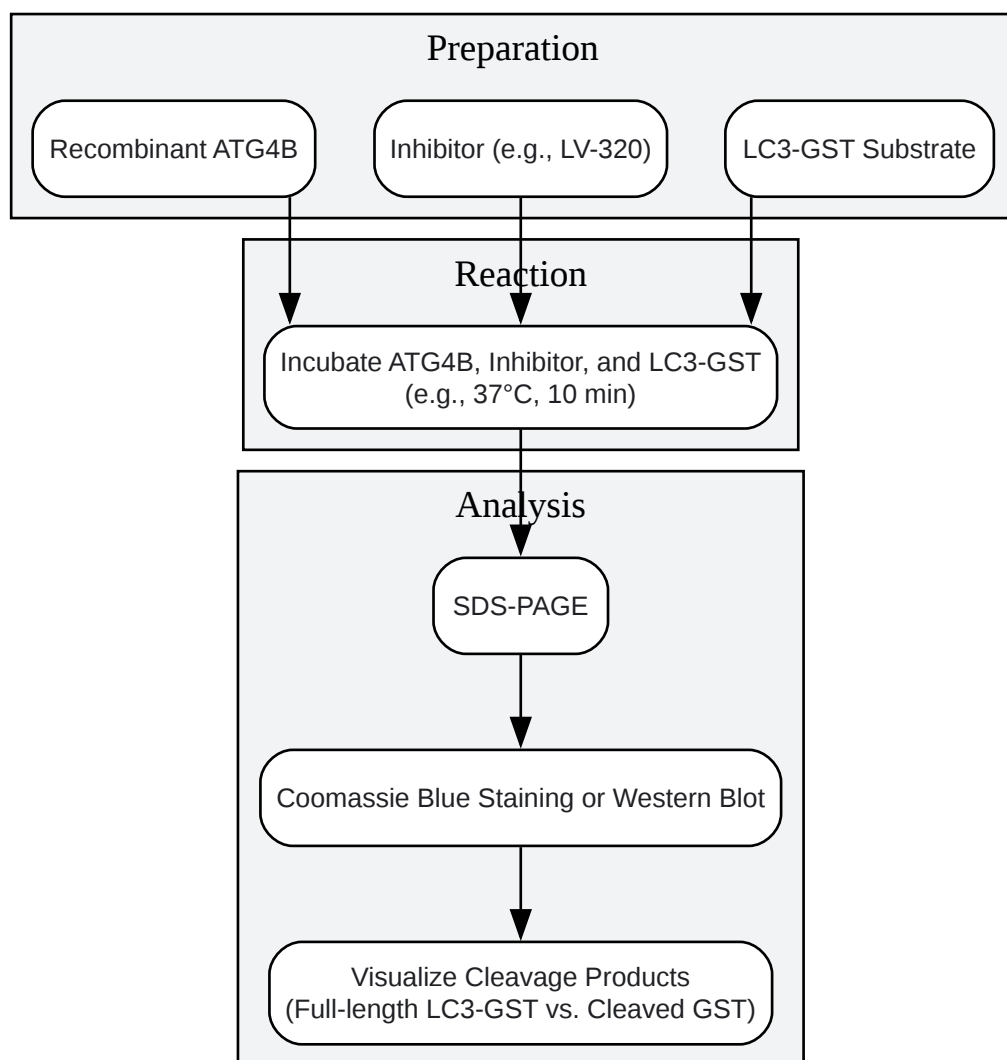 Preparation
Recombinant ATG4B
Inhibitor (e.g., LV-320)
LC3-GST Substrate
Reaction
Incubate ATG4B, Inhibitor, and LC3-GST
(e.g., 37°C, 10 min)
Analysis
SDS-PAGE
Coomassie Blue Staining or Western Blot
Visualize Cleavage Products
(Full-length LC3-GST vs. Cleaved GST)